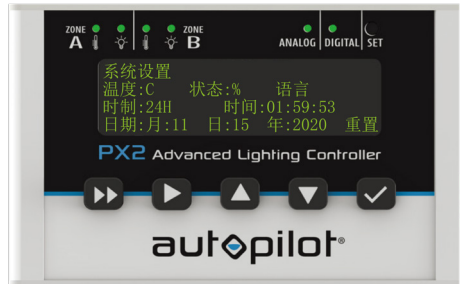 ZONE A
ZONE B
ANALOG DIGITAL SET
系统设置
温度:C 状态:% 语言
时制:24H 时间:01:59:53
日期:月:11 日:15 年:2020 重置
PX2 Advanced Lighting Controller
autopilot®